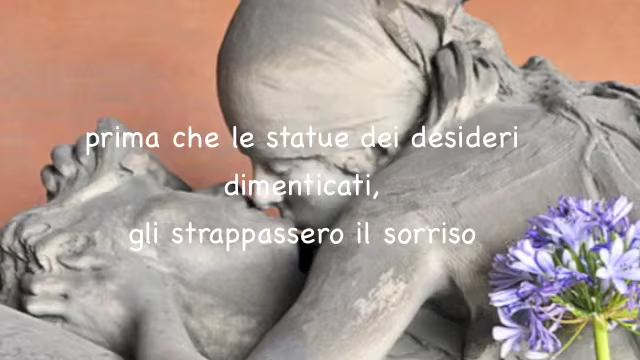 prima che le statue dei desideri
dimenticati,
gli strappassero il sorriso